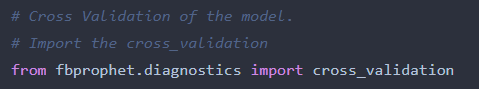 # Cross Validation of the model.
# Import the cross_validation
from fbprophet.diagnostics import cross_validation